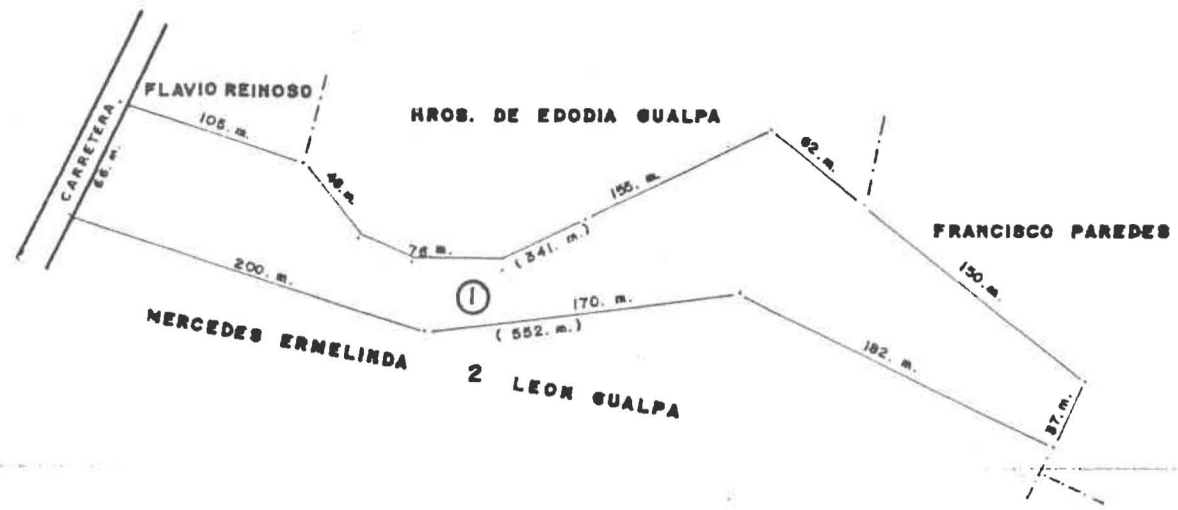 FLAVIO REINOSO
HROS. DE EDODIA GUALPA
105. m.
CARRETERA.
66. m.
48. m.
76 m.
155. m.
(341. m.)
62. m.
FRANCISCO PAREDES
150. m.
200. m.
1
170. m.
(552. m.)
182. m.
37. m.
MERCEDES ERMELINDA 2 LEON GUALPA